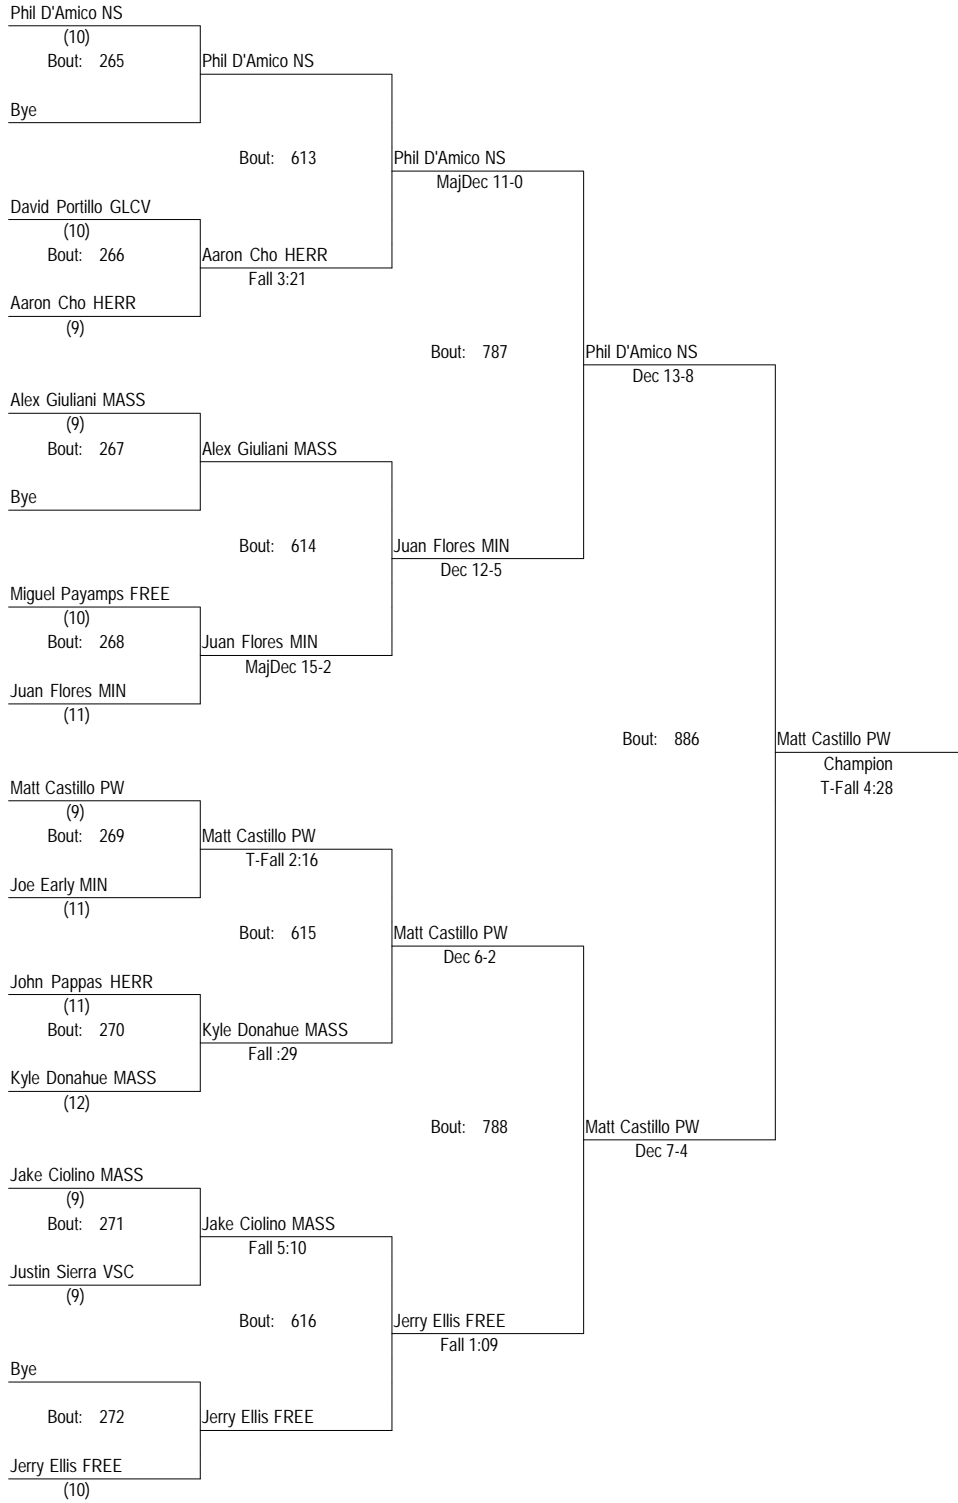 Phil D'Amico NS
(10)
Bout: 265
Phil D'Amico NS
Bye
Bout: 613
Phil D'Amico NS
MajDec 11-0
David Portillo GLCV
(10)
Bout: 266
Aaron Cho HERR
Fall 3:21
Aaron Cho HERR
(9)
Bout: 787
Phil D'Amico NS
Dec 13-8
Alex Giuliani MASS
(9)
Bout: 267
Alex Giuliani MASS
Bye
Bout: 614
Juan Flores MIN
Dec 12-5
Miguel Payamps FREE
(10)
Bout: 268
Juan Flores MIN
MajDec 15-2
Juan Flores MIN
(11)
Bout: 886
Matt Castillo PW
Champion
T-Fall 4:28
Matt Castillo PW
(9)
Bout: 269
Matt Castillo PW
T-Fall 2:16
Joe Early MIN
(11)
Bout: 615
Matt Castillo PW
Dec 6-2
John Pappas HERR
(11)
Bout: 270
Kyle Donahue MASS
Fall :29
Kyle Donahue MASS
(12)
Bout: 788
Matt Castillo PW
Dec 7-4
Jake Ciolino MASS
(9)
Bout: 271
Jake Ciolino MASS
Fall 5:10
Justin Sierra VSC
(9)
Bout: 616
Jerry Ellis FREE
Fall 1:09
Bye
Bout: 272
Jerry Ellis FREE
Jerry Ellis FREE
(10)